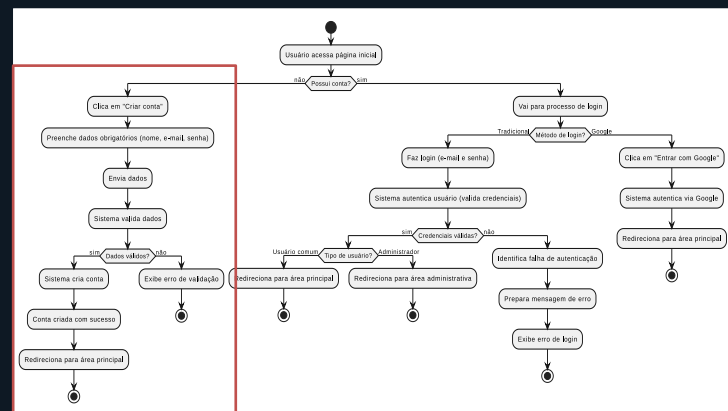 Usuário acessa página inicial
não
Possui conta?
sim
Clica em "Criar conta"
Vai para processo de login
Preenche dados obrigatórios (nome, e-mail, senha)
Tradicional
Método de login?
Google
Envia dados
Faz login (e-mail e senha)
Clica em "Entrar com Google"
Sistema valida dados
Sistema autentica usuário (valida credenciais)
Sistema autentica via Google
sim
Dados válidos?
não
sim
Credenciais válidas?
não
Redireciona para área principal
Usuário comum
Tipo de usuário?
Administrador
Identifica falha de autenticação
Sistema cria conta
Exibe erro de validação
Redireciona para área principal
Redireciona para área administrativa
Prepara mensagem de erro
Conta criada com sucesso
Exibe erro de login
Redireciona para área principal